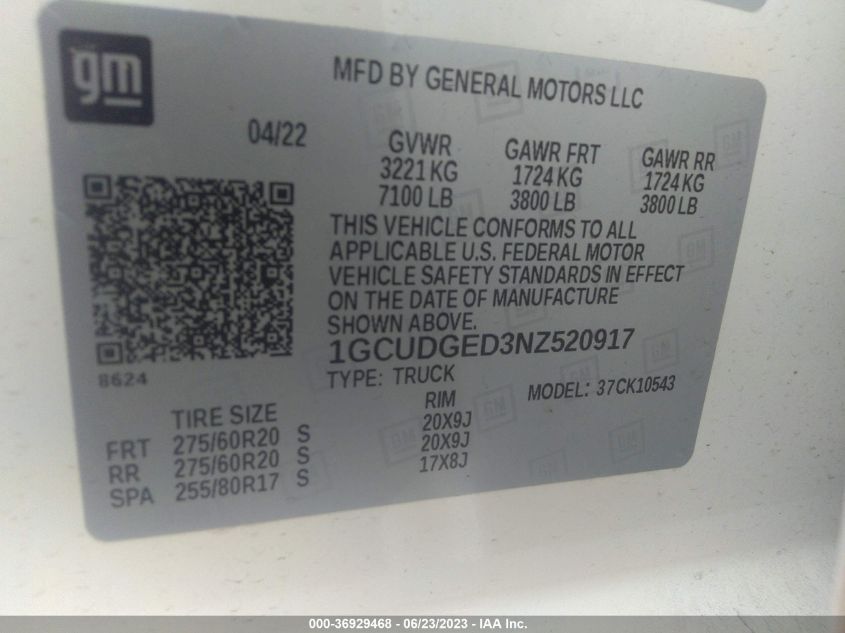 gm
MFD BY GENERAL MOTORS LLC
04/22
GVWR GAWR FRT GAWR RR
3221 KG 1724 KG 1724 KG
7100 LB 3800 LB 3800 LB
THIS VEHICLE CONFORMS TO ALL
APPLICABLE U.S. FEDERAL MOTOR
VEHICLE SAFETY STANDARDS IN EFFECT
ON THE DATE OF MANUFACTURE
SHOWN ABOVE.
1GCUDGED3NZ520917
8624
TYPE: TRUCK
MODEL: 37CK10543
TIRE SIZE RIM
FRT 275/60R20 S 20X9J
RR 275/60R20 S 20X9J
SPA 255/80R17 S 17X8J
000-36929468 - 06/23/2023 - IAA Inc.